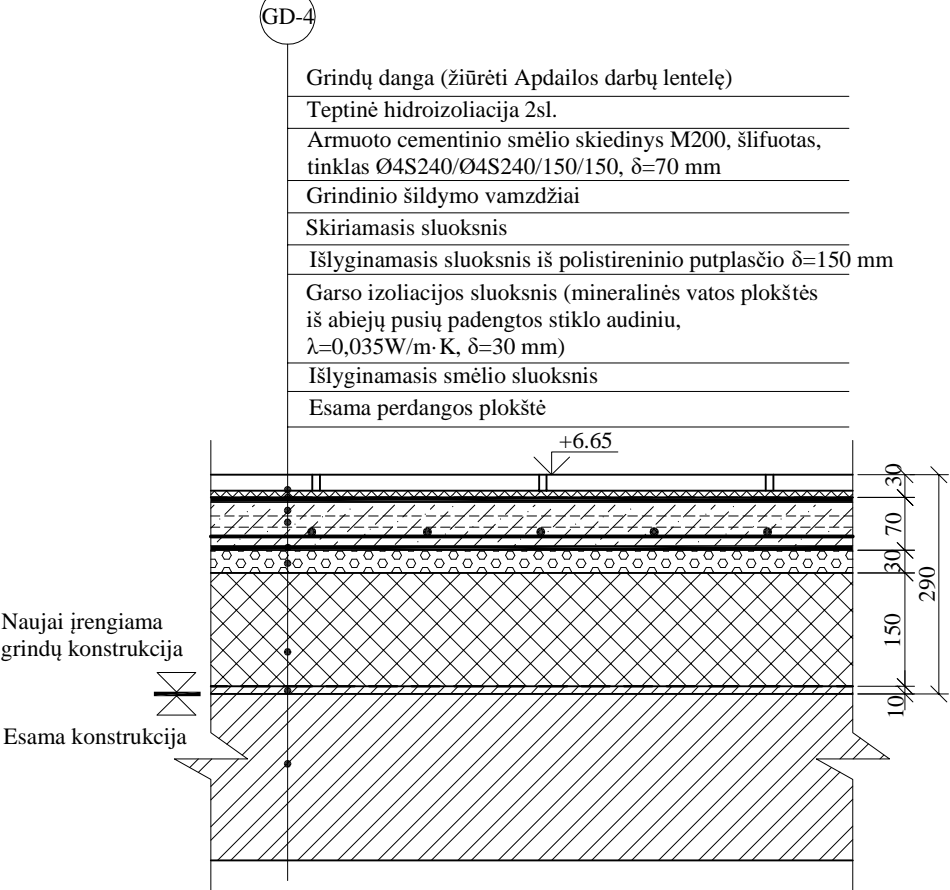 GD-4
Grindų danga (žiūrėti Apdailos darbų lentelę)
Teptinė hidroizoliacija 2sl.
Armuoto cementinio smėlio skiedinys M200, šlifuotas,
tinklas Ø4S240/Ø4S240/150/150, δ=70 mm
Grindinio šildymo vamzdžiai
Skiriamasis sluoksnis
Išlyginamasis sluoksnis iš polistireninio putplasčio δ=150 mm
Garso izoliacijos sluoksnis (mineralinės vatos plokštės
iš abiejų pusių padengtos stiklo audiniu,
λ=0,035W/m·K, δ=30 mm)
Išlyginamasis smėlio sluoksnis
Esama perdangos plokštė
+6.65
30
70
30
150
10
290
Naujai įrengiama
grindų konstrukcija
Esama konstrukcija